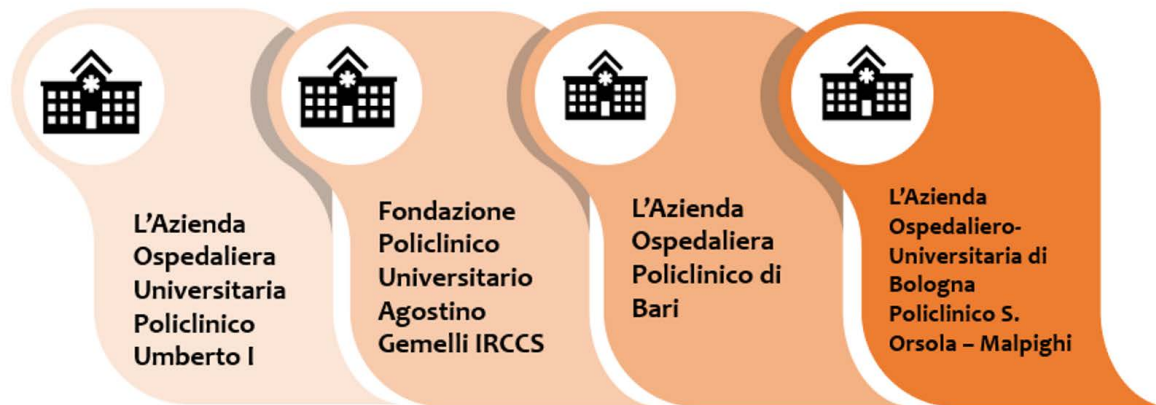 L’Azienda
Ospedaliera
Universitaria
Policlinico
Umberto I
Fondazione
Policlinico
Universitario
Agostino
Gemelli IRCCS
L’Azienda
Ospedaliera
Policlinico di
Bari
L’Azienda
Ospedaliero-
Universitaria di
Bologna
Policlinico S.
Orsola – Malpighi